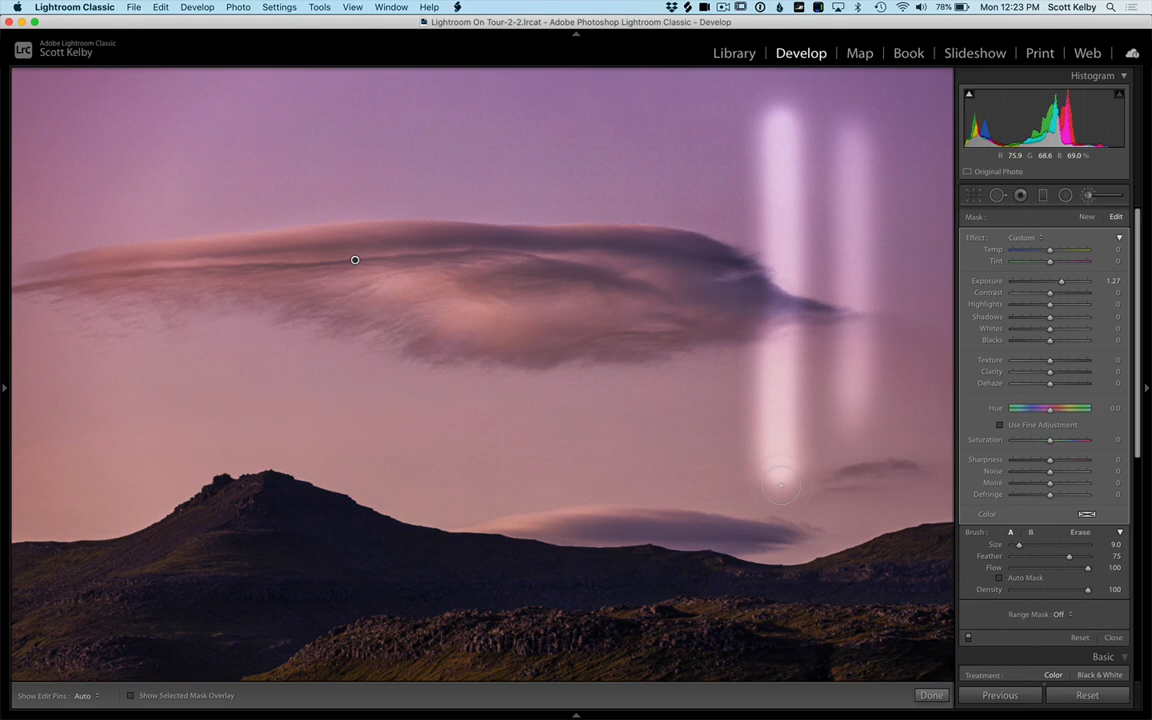 Lightroom Classic File Edit Develop Photo Settings Tools View Window Help 78% Mon 12:23 PM Scott Kelby
Lightroom On Tour-2-2.lrcat - Adobe Photoshop Lightroom Classic - Develop
LrC Adobe Lightroom Classic
Scott Kelby
Library | Develop | Map | Book | Slideshow | Print | Web
Histogram
R 75.9 G 68.6 B 69.0 %
Original Photo
Mask : New Edit
Effect : Custom
Temp 0
Tint 0
Exposure 1.27
Contrast 0
Highlights 0
Shadows 0
Whites 0
Blacks 0
Texture 0
Clarity 0
Dehaze 0
Hue 0.0
Use Fine Adjustment
Saturation 0
Sharpness 0
Noise 0
Moiré 0
Defringe 0
Color
Brush : A B Erase
Size 9.0
Feather 75
Flow 100
Auto Mask
Density 100
Range Mask : Off
Reset Close
Basic
Treatment : Color Black & White
Show Edit Pins : Auto Show Selected Mask Overlay Done Previous Reset